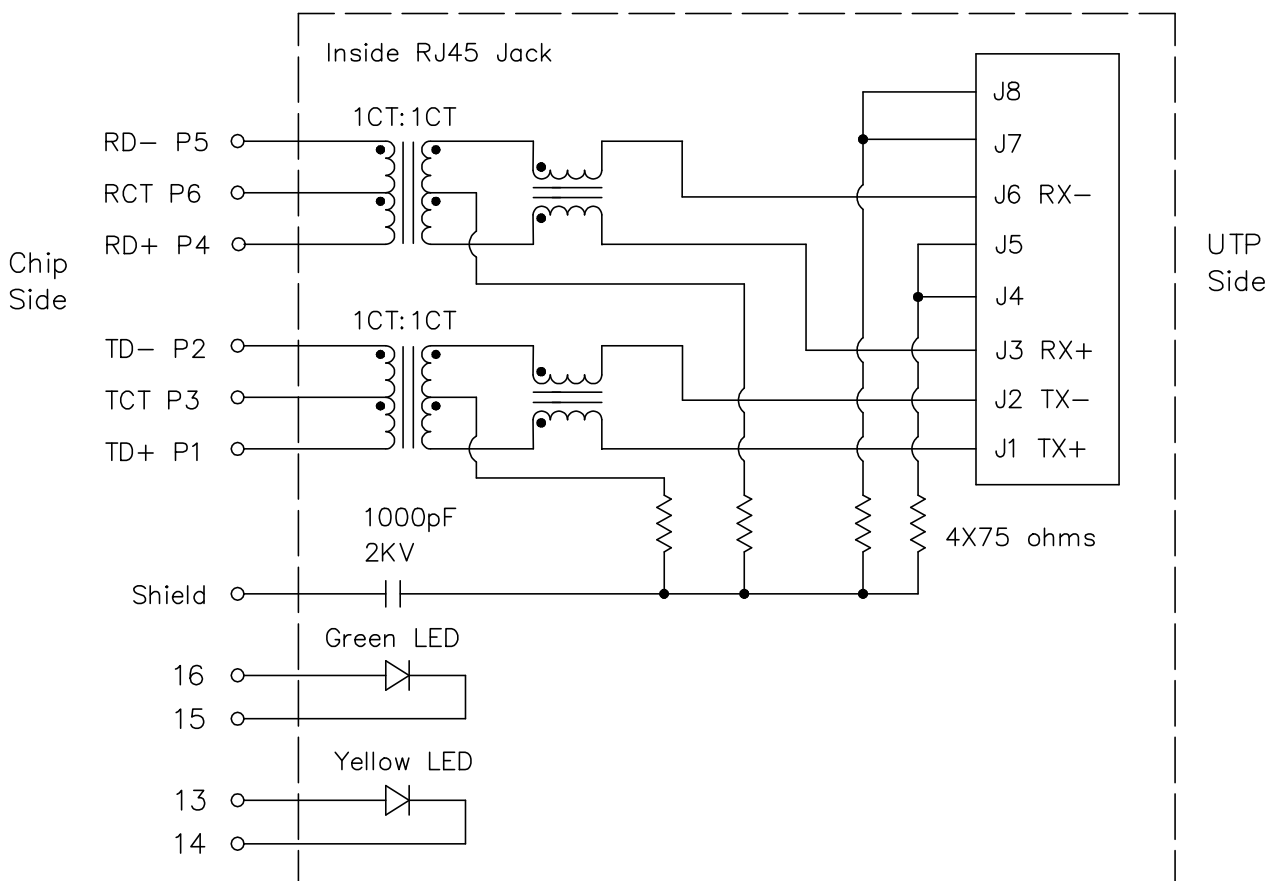 Inside RJ45 Jack
1CT:1CT
RD- P5
RCT P6
RD+ P4
Chip
Side
1CT:1CT
TD- P2
TCT P3
TD+ P1
J8
J7
J6 RX-
J5
J4
J3 RX+
J2 TX-
J1 TX+
UTP
Side
1000pF
2KV
4X75 ohms
Shield
Green LED
16
15
Yellow LED
13
14